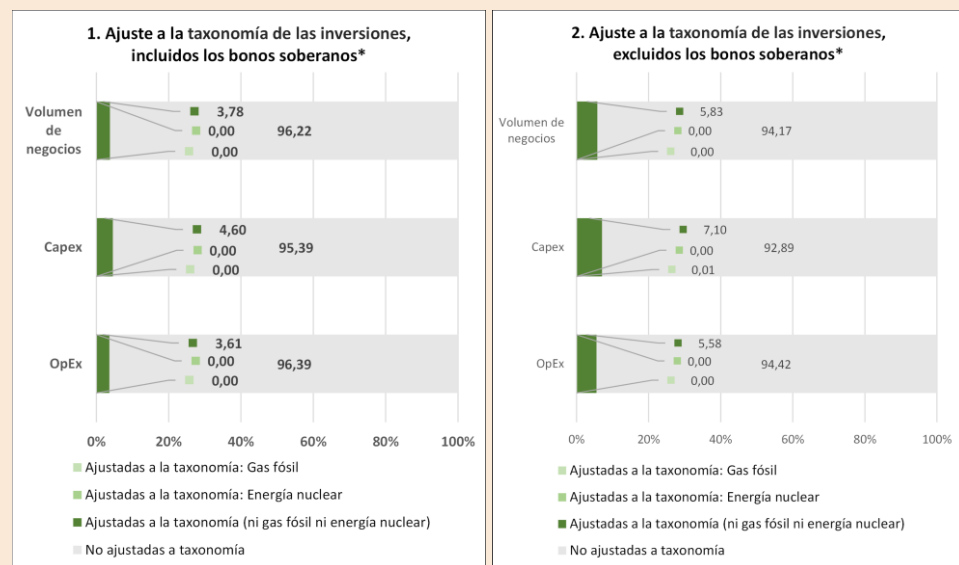 1. Ajuste a la taxonomía de las inversiones,
incluidos los bonos soberanos*
Volumen
de
negocios
3,78
0,00
96,22
0,00
Capex
4,60
0,00
95,39
0,00
OpEx
3,61
0,00
96,39
0,00
0% 20% 40% 60% 80% 100%
Ajustadas a la taxonomía: Gas fósil
Ajustadas a la taxonomía: Energía nuclear
Ajustadas a la taxonomía (ni gas fósil ni energía nuclear)
No ajustadas a taxonomía
2. Ajuste a la taxonomía de las inversiones,
excluidos los bonos soberanos*
Volumen de
negocios
5,83
0,00
94,17
0,00
Capex
7,10
0,00
92,89
0,01
OpEx
5,58
0,00
94,42
0,00
0% 20% 40% 60% 80% 100%
Ajustadas a la taxonomía: Gas fósil
Ajustadas a la taxonomía: Energía nuclear
Ajustadas a la taxonomía (ni gas fósil ni energía nuclear)
No ajustadas a taxonomía